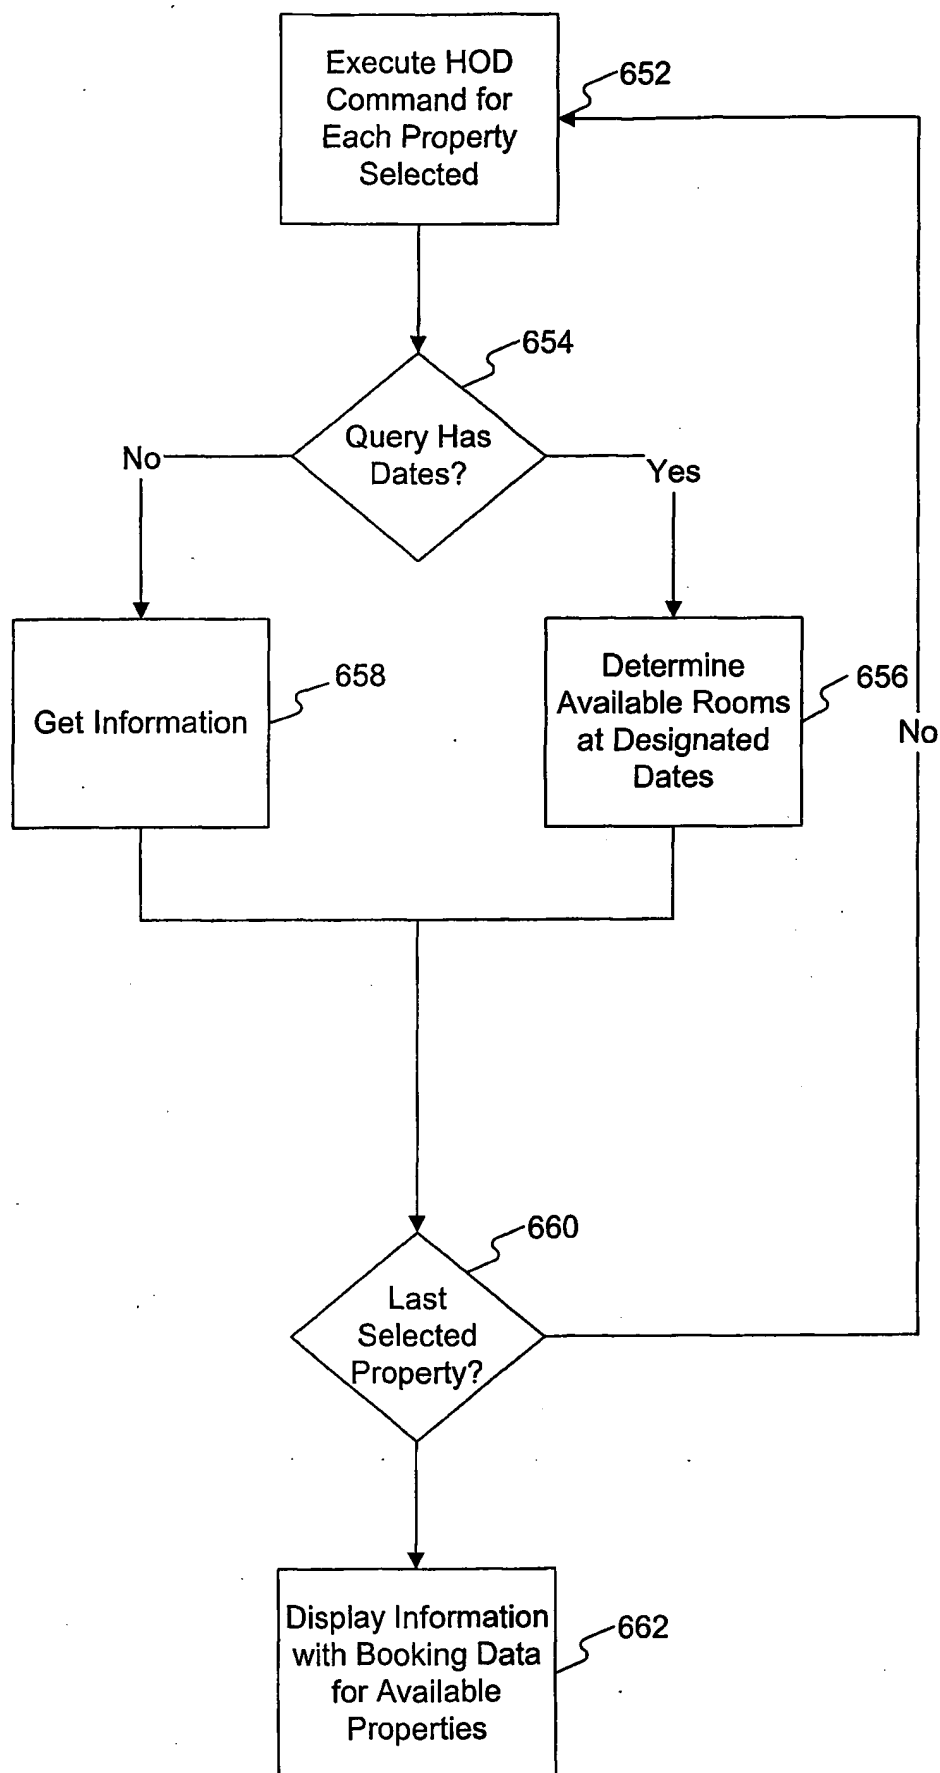 Execute HOD
Command for
Each Property
Selected
652
654
Query Has
Dates?
No
Yes
Get Information
658
Determine
Available Rooms
at Designated
Dates
656
No
660
Last
Selected
Property?
Display Information
with Booking Data
for Available
Properties
662